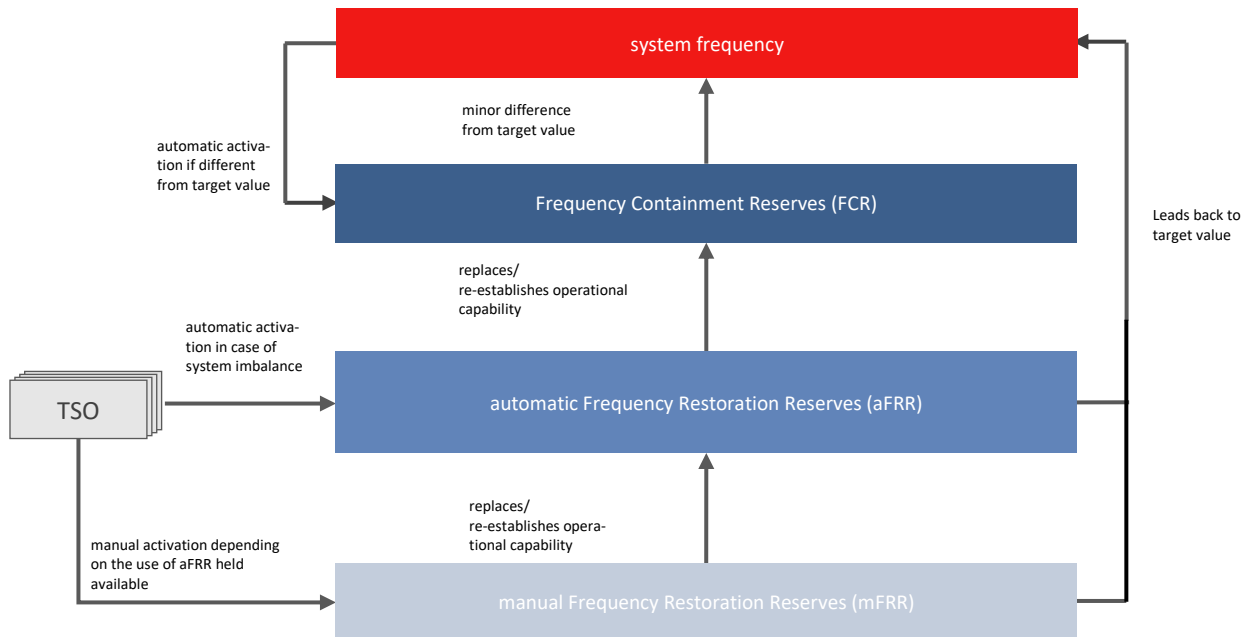 system frequency
minor difference
from target value
automatic activa-
tion if different
from target value
Frequency Containment Reserves (FCR)
Leads back to
target value
replaces/
re-establishes operational
capability
automatic activa-
tion in case of
system imbalance
TSO
automatic Frequency Restoration Reserves (aFRR)
replaces/
re-establishes opera-
tional capability
manual activation depending
on the use of aFRR held
available
manual Frequency Restoration Reserves (mFRR)